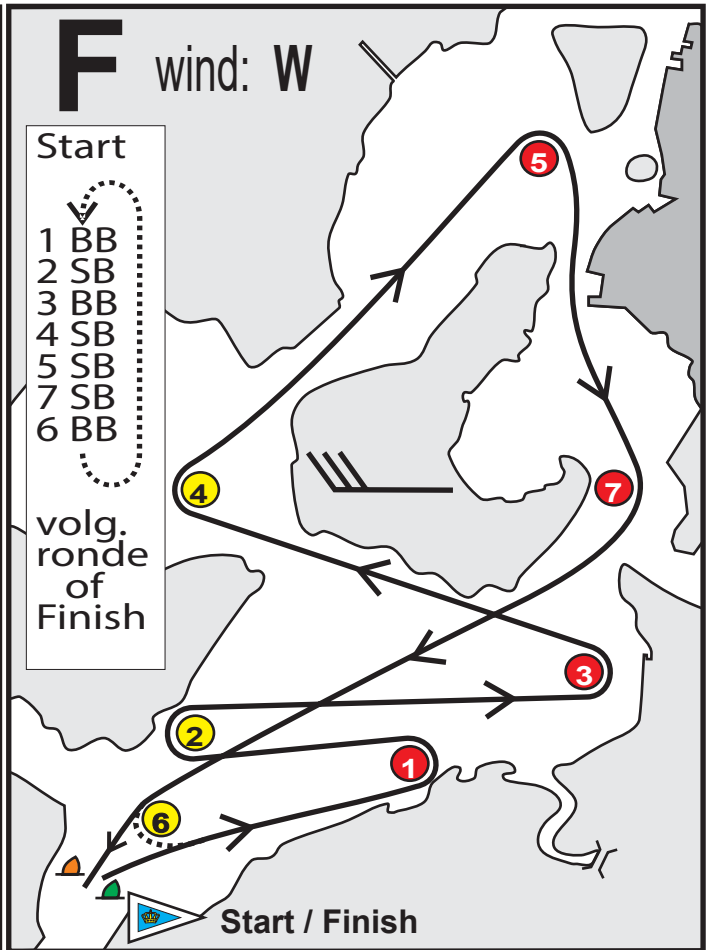 F wind: W
Start
1 BB
2 SB
3 BB
4 SB
5 SB
7 SB
6 BB
volg.
ronde
of
Finish
5
4
7
3
2
1
6
Start / Finish